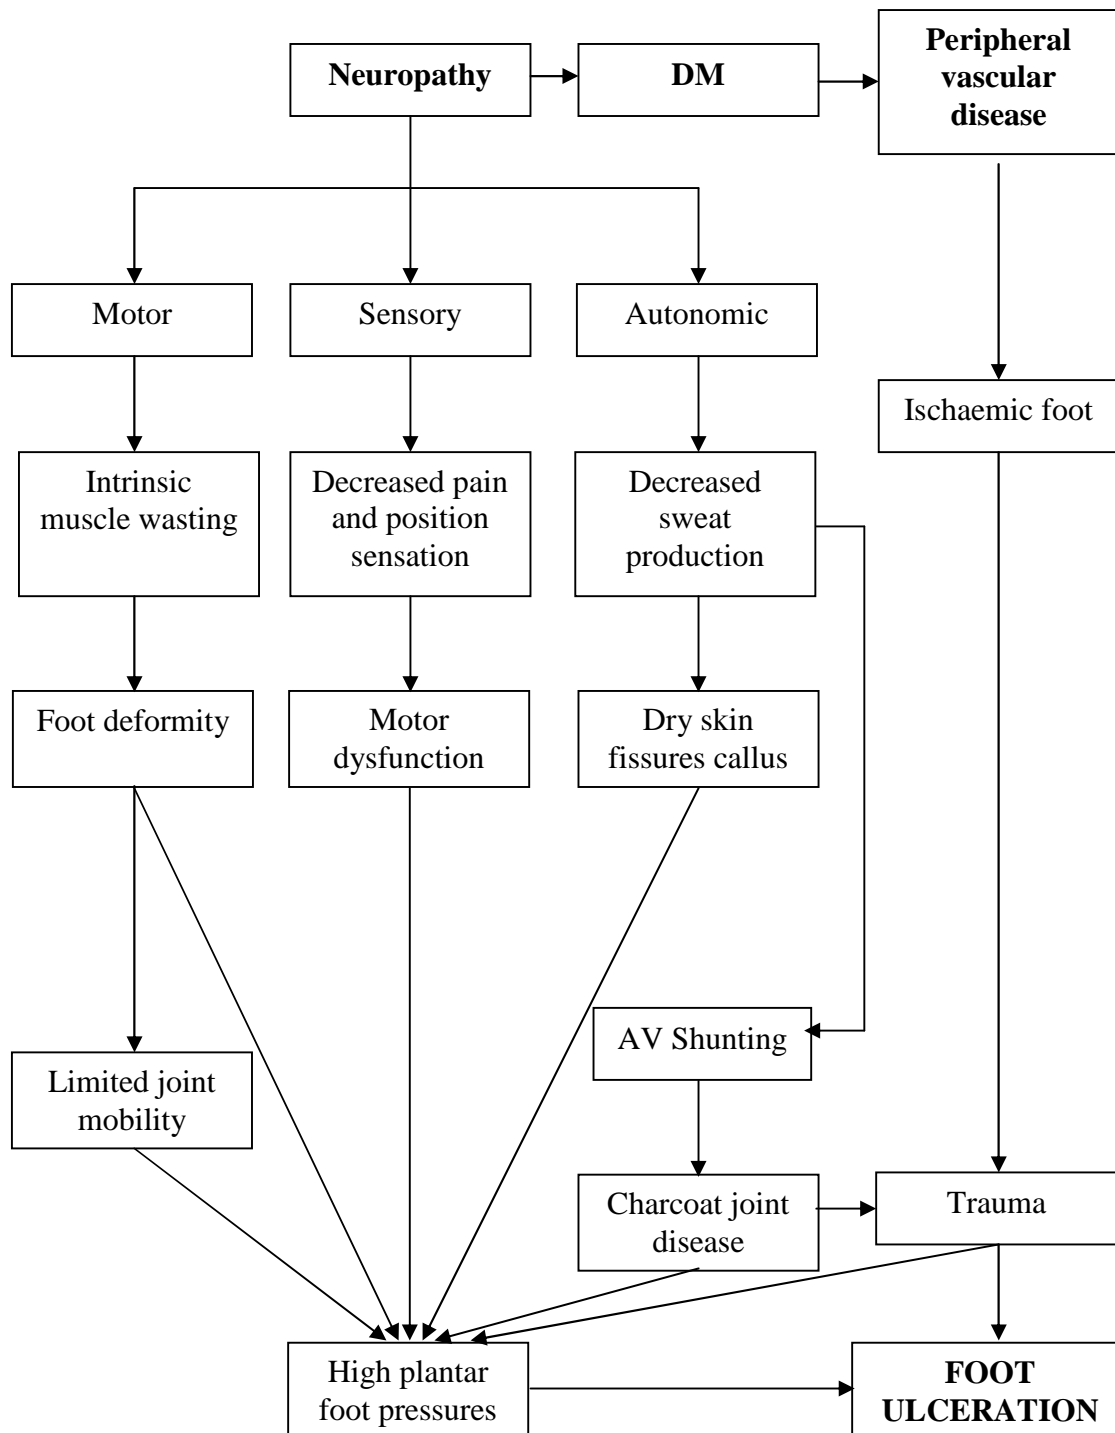 Neuropathy
DM
Peripheral
vascular
disease
Motor
Sensory
Autonomic
Ischaemic foot
Intrinsic
muscle wasting
Decreased pain
and position
sensation
Decreased
sweat
production
Foot deformity
Motor
dysfunction
Dry skin
fissures callus
AV Shunting
Limited joint
mobility
Charcoat joint
disease
Trauma
High plantar
foot pressures
FOOT
ULCERATION